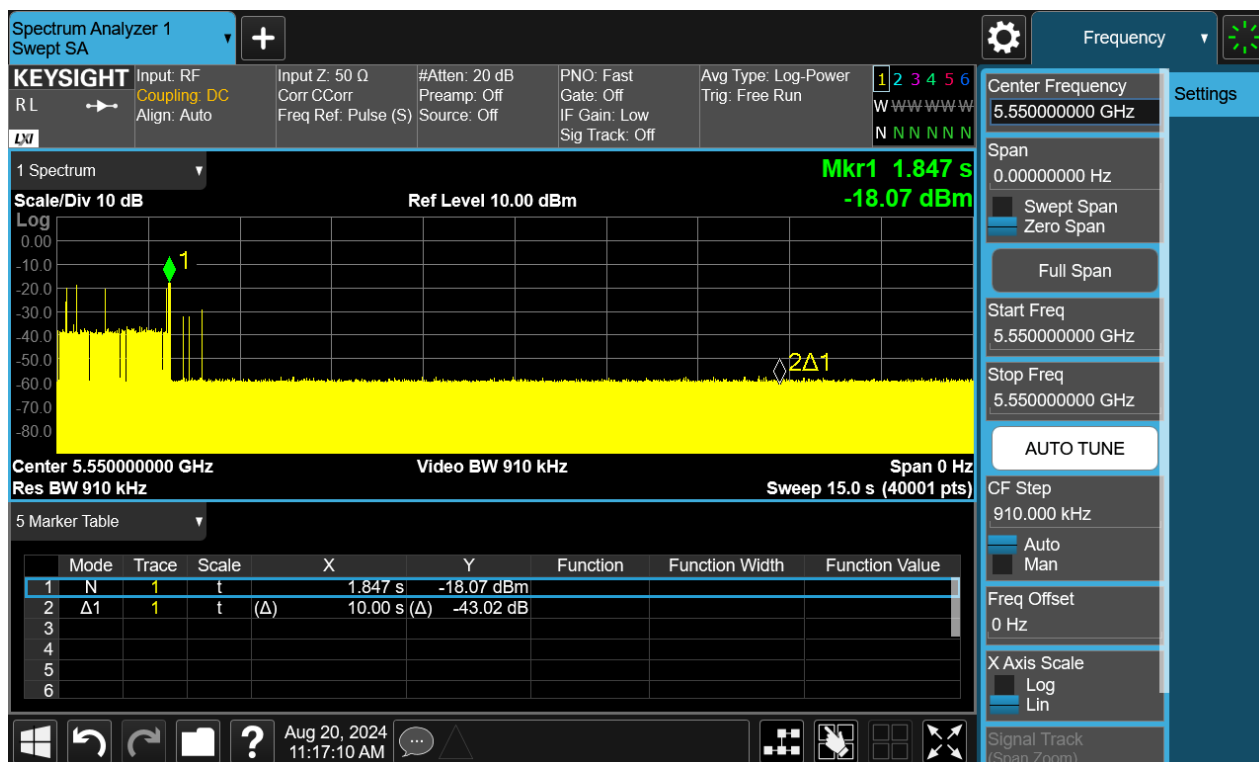 Spectrum Analyzer 1
Swept SA
Frequency
KEYSIGHT
RL
LXI
Input: RF
Coupling: DC
Align: Auto
Input Z: 50 Ω
Corr CCorr
Freq Ref: Pulse (S)
#Atten: 20 dB
Preamp: Off
Source: Off
PNO: Fast
Gate: Off
IF Gain: Low
Sig Track: Off
Avg Type: Log-Power
Trig: Free Run
1 2 3 4 5 6
W W W W W W
N N N N N N
1 Spectrum
Mkr1 1.847 s
-18.07 dBm
Scale/Div 10 dB
Ref Level 10.00 dBm
Log
0.00
-10.0
-20.0
-30.0
-40.0
-50.0
-60.0
-70.0
-80.0
1
2Δ1
Center 5.550000000 GHz
Video BW 910 kHz
Span 0 Hz
Res BW 910 kHz
Sweep 15.0 s (40001 pts)
5 Marker Table
Mode Trace Scale X Y Function Function Width Function Value
1 N 1 t 1.847 s -18.07 dBm
2 Δ1 1 t (Δ) 10.00 s (Δ) -43.02 dB
3
4
5
6
?
Aug 20, 2024
11:17:10 AM
Center Frequency
5.550000000 GHz
Settings
Span
0.00000000 Hz
Swept Span
Zero Span
Full Span
Start Freq
5.550000000 GHz
Stop Freq
5.550000000 GHz
AUTO TUNE
CF Step
910.000 kHz
Auto
Man
Freq Offset
0 Hz
X Axis Scale
Log
Lin
Signal Track
(Span Zoom)